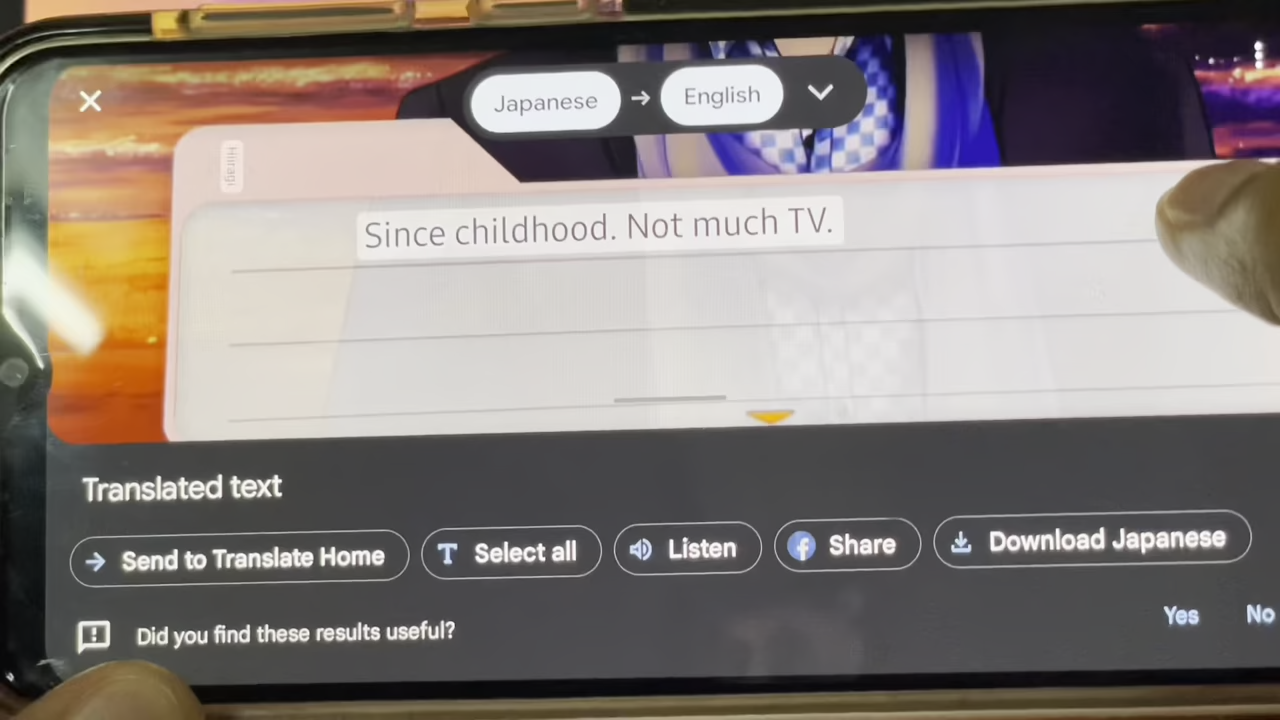 Japanese → English
Hiiragi
Since childhood. Not much TV.
Translated text
Send to Translate Home
Select all
Listen
Share
Download Japanese
Did you find these results useful?
Yes
No